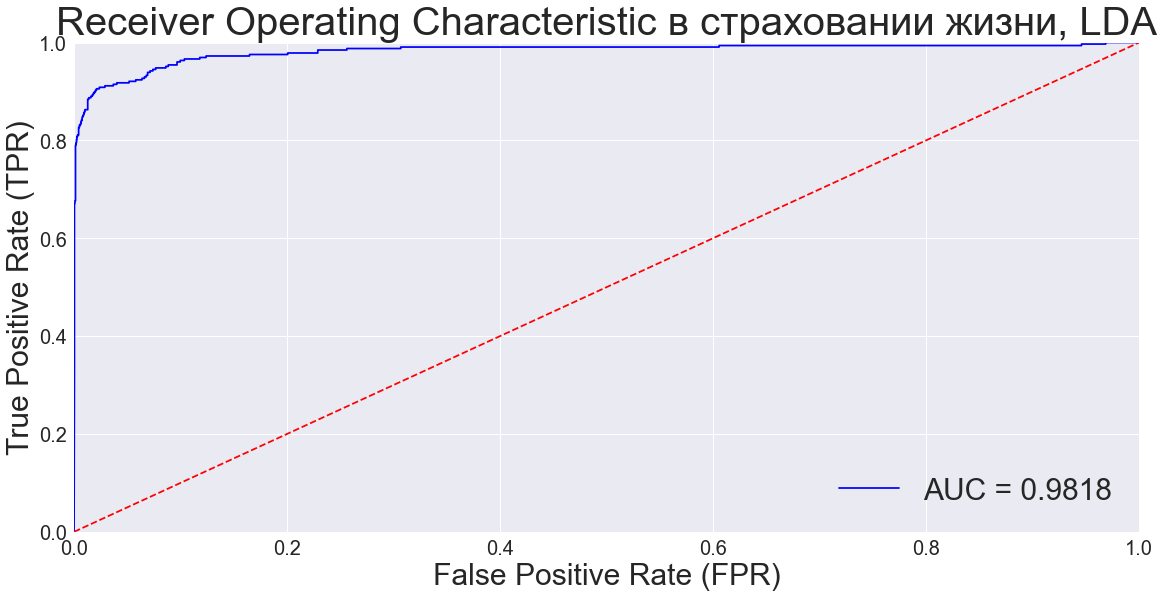 Receiver Operating Characteristic в страховании жизни, LDA
1.0
0.8
0.6
0.4
0.2
0.0
True Positive Rate (TPR)
AUC = 0.9818
0.0 0.2 0.4 0.6 0.8 1.0
False Positive Rate (FPR)